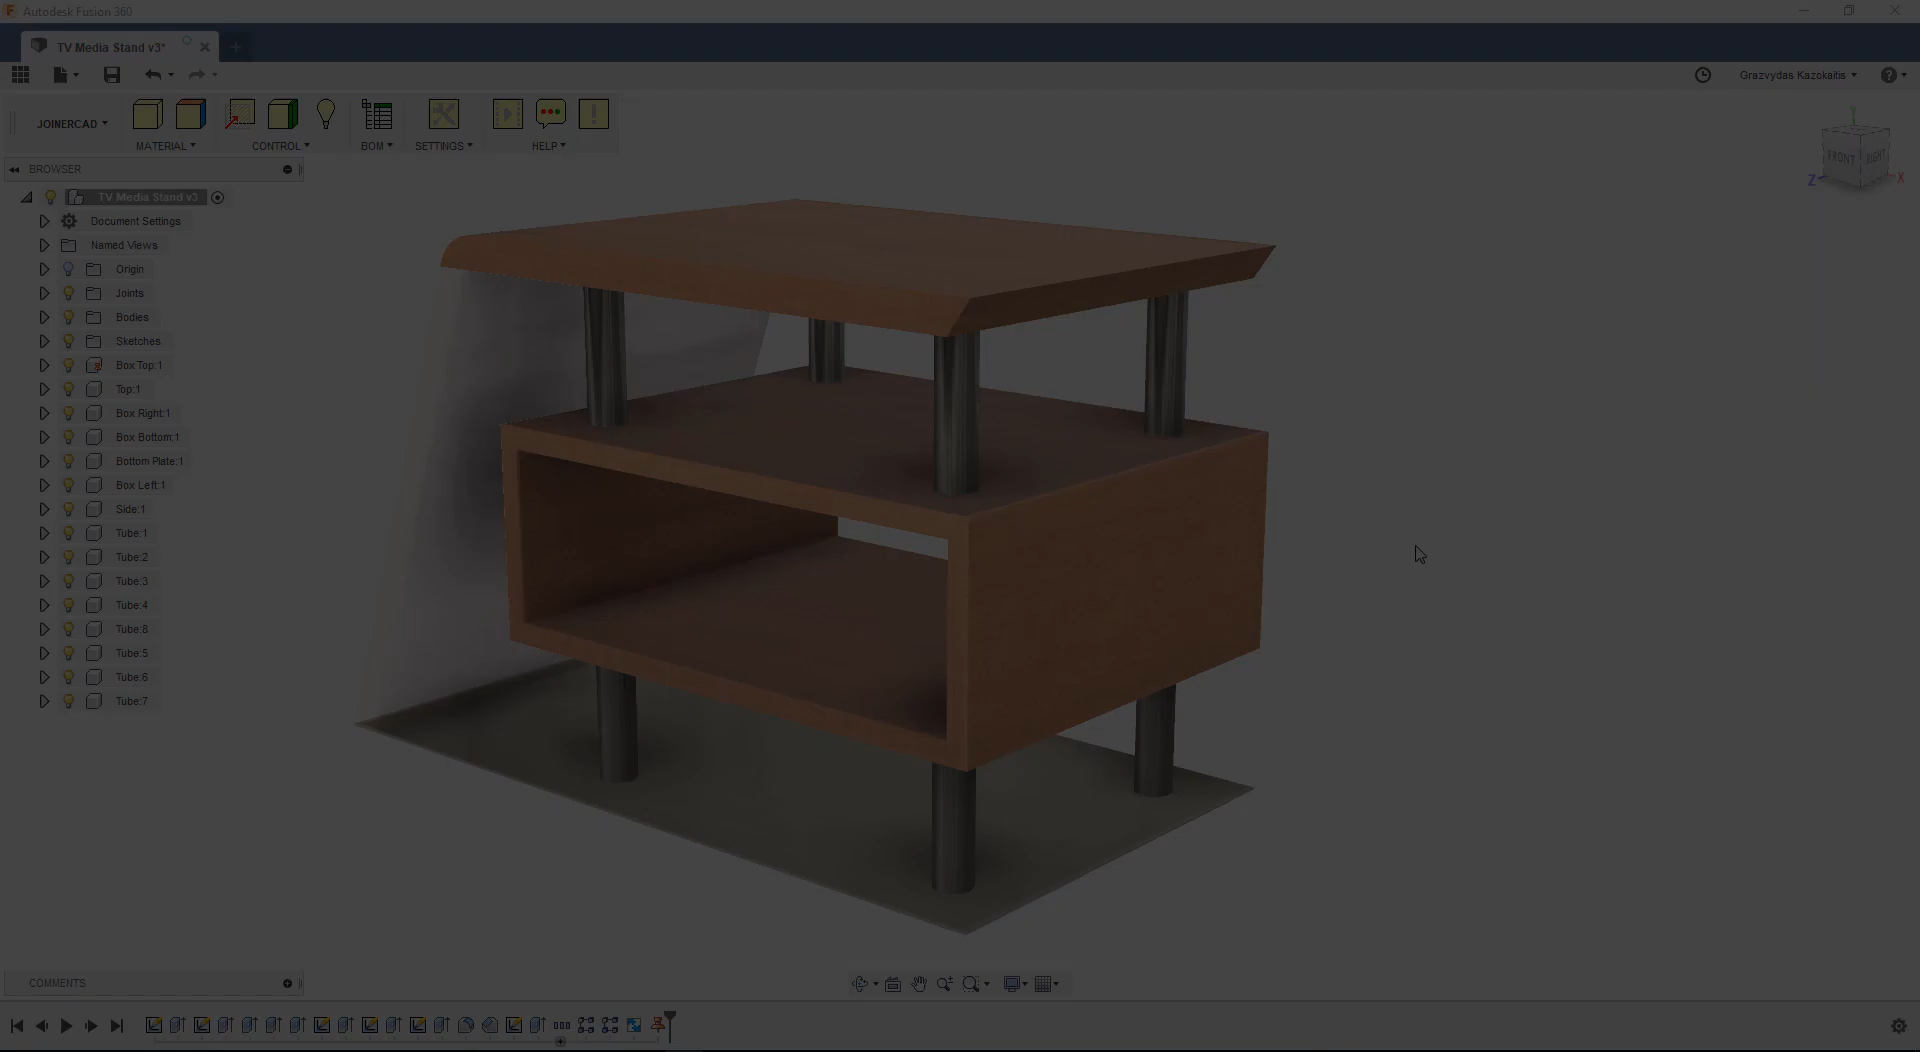 Autodesk Fusion 360
TV Media Stand v3*
Grazvydas Kazokaitis
JOINERCAD
MATERIAL
CONTROL
BOM
SETTINGS
HELP
FRONT
RIGHT
Y
Z
X
BROWSER
TV Media Stand v3
Document Settings
Named Views
Origin
Joints
Bodies
Sketches
Box Top:1
Top:1
Box Right:1
Box Bottom:1
Bottom Plate:1
Box Left:1
Side:1
Tube:1
Tube:2
Tube:3
Tube:4
Tube:8
Tube:5
Tube:6
Tube:7
COMMENTS